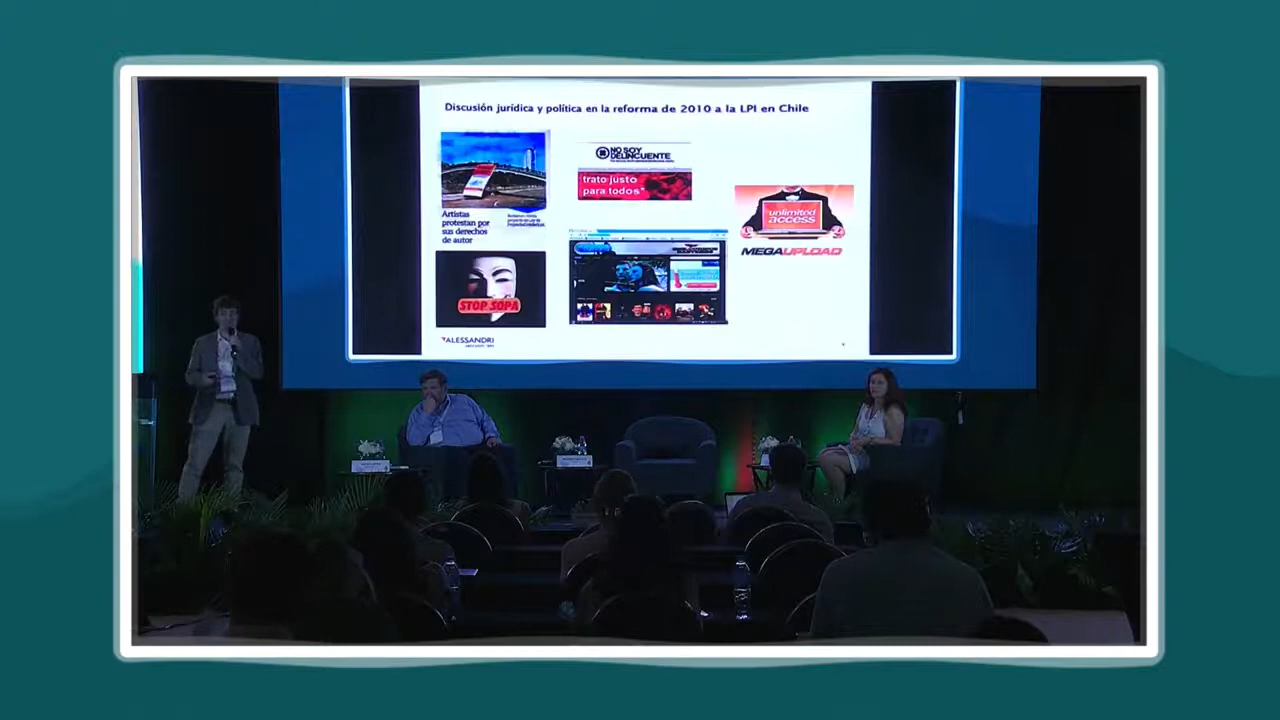 Discusión jurídica y política en la reforma de 2010 a la LPI en Chile
NO SOY
DELINCUENTE
trato justo
para todos"
Artistas
protestan por
sus derechos
de autor
unlimited
access
MEGAUPLOAD
STOP SOPA
ALESSANDRI